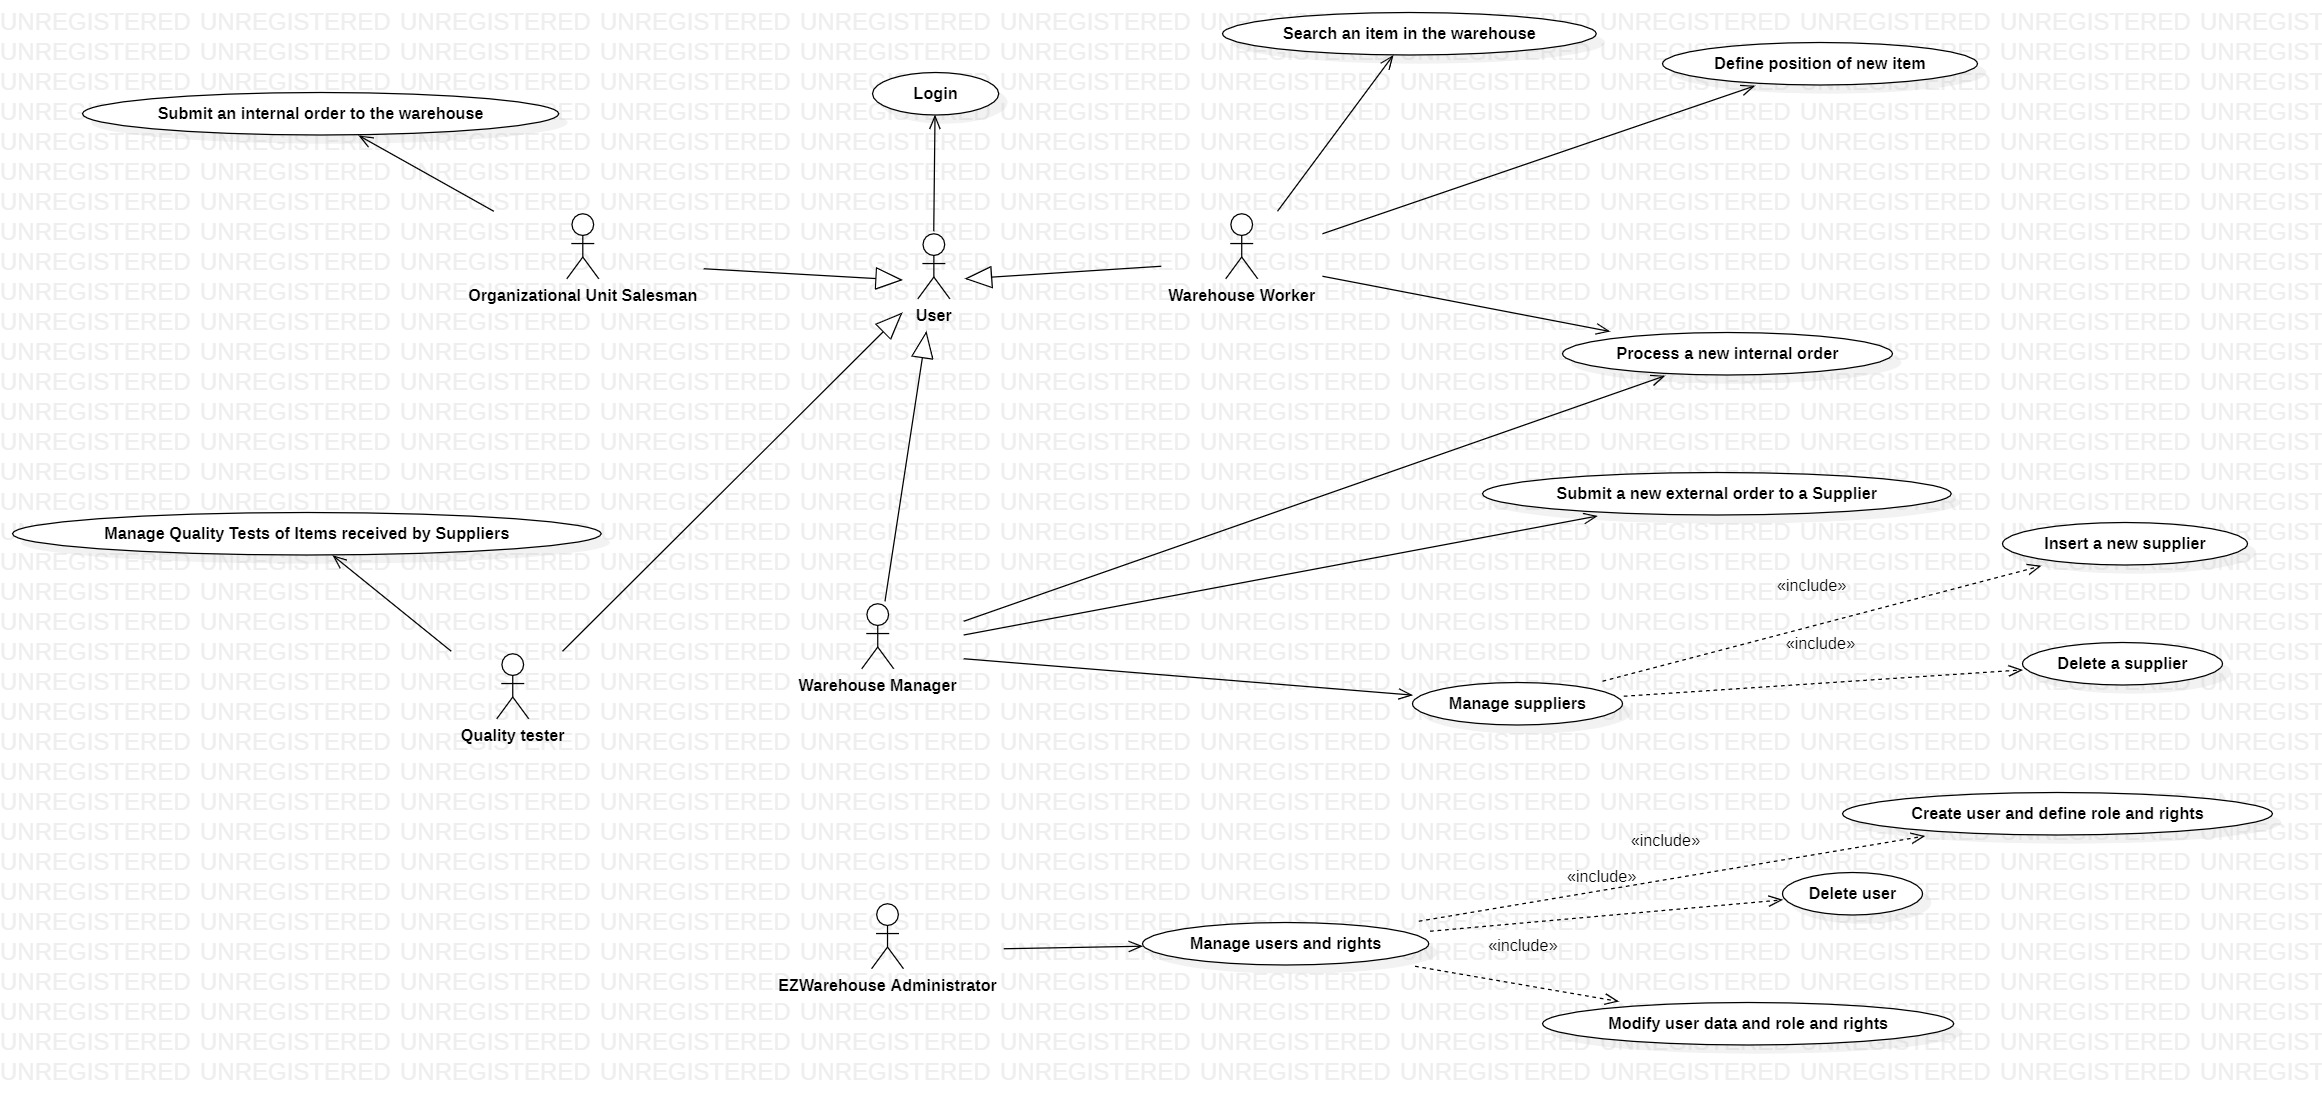 Search an item in the warehouse
Define position of new item
Login
Submit an internal order to the warehouse
Organizational Unit Salesman
User
Warehouse Worker
Process a new internal order
Submit a new external order to a Supplier
Manage Quality Tests of Items received by Suppliers
Insert a new supplier
«include»
«include»
Delete a supplier
Warehouse Manager
Manage suppliers
Quality tester
Create user and define role and rights
«include»
«include»
Delete user
Manage users and rights
«include»
EZWarehouse Administrator
Modify user data and role and rights
UNREGISTERED